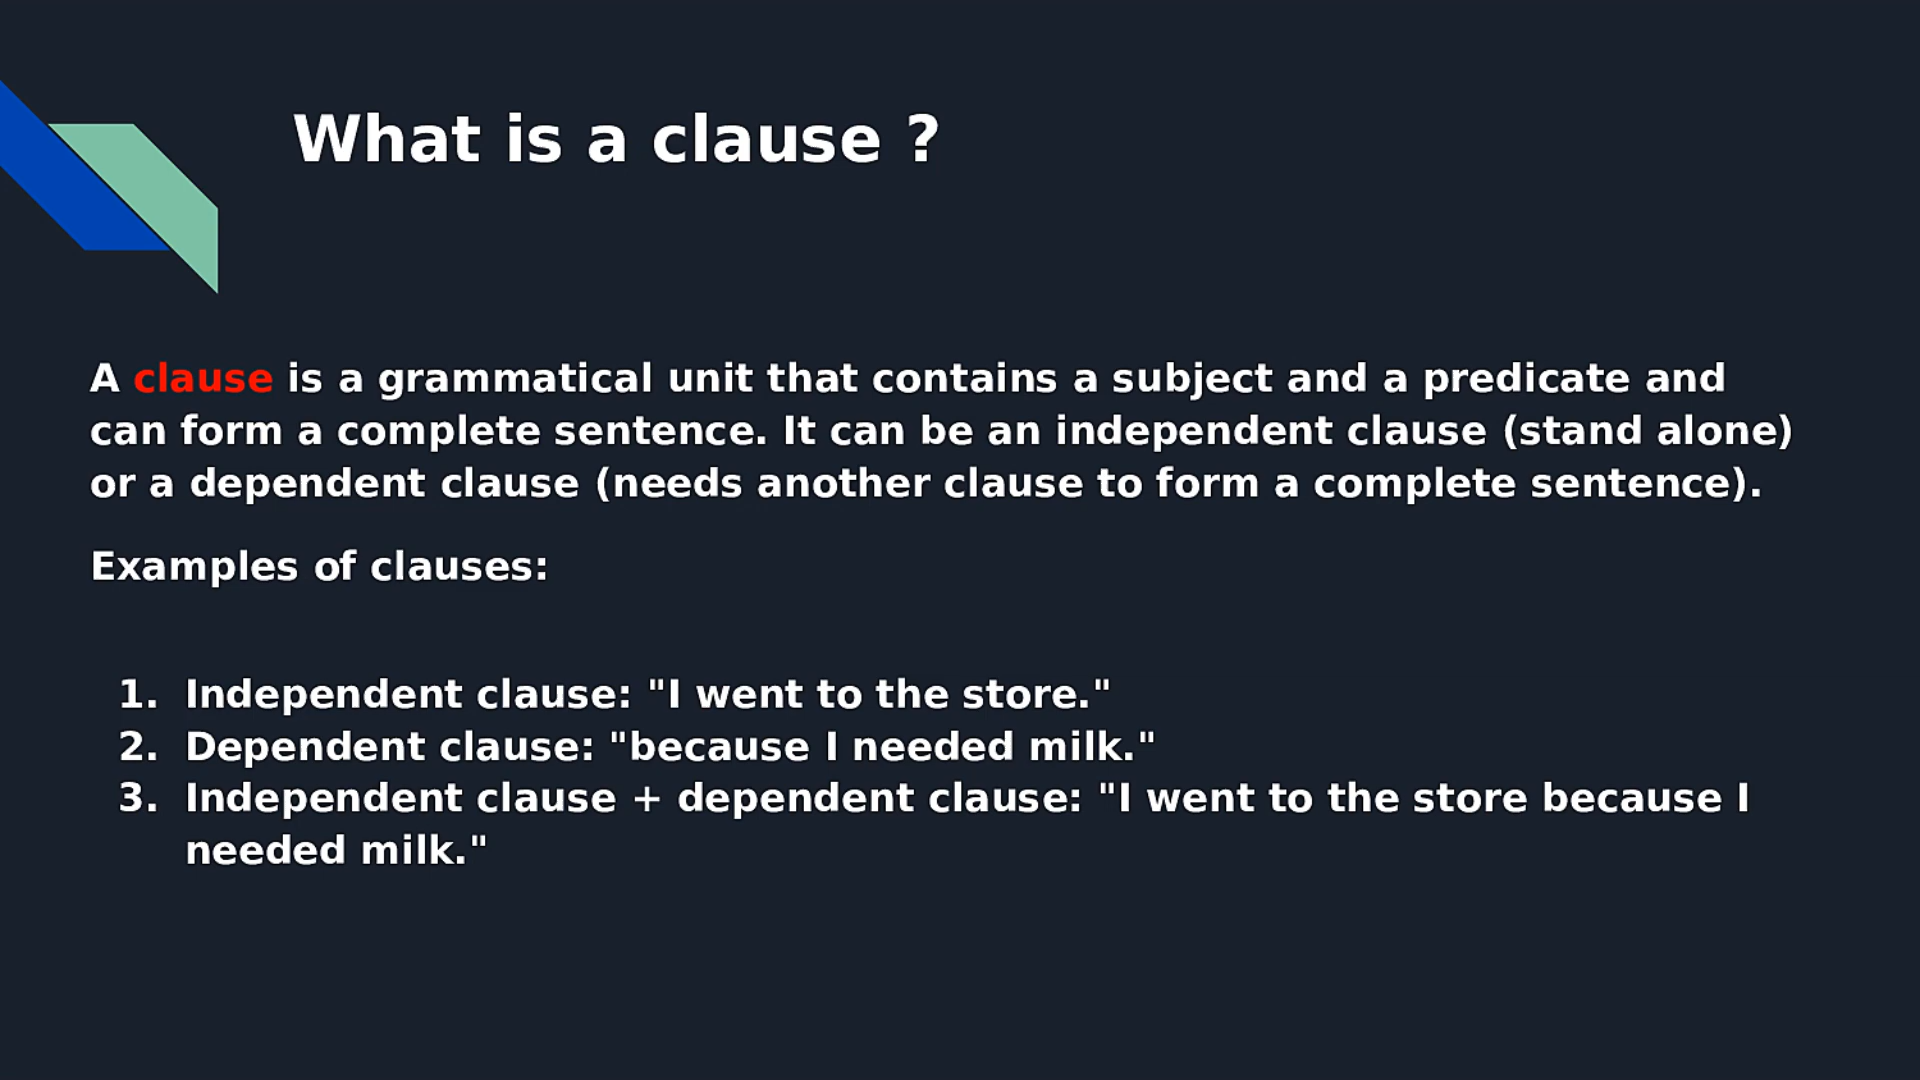 What is a clause ?
A clause is a grammatical unit that contains a subject and a predicate and
can form a complete sentence. It can be an independent clause (stand alone)
or a dependent clause (needs another clause to form a complete sentence).
Examples of clauses:
1. Independent clause: "I went to the store."
2. Dependent clause: "because I needed milk."
3. Independent clause + dependent clause: "I went to the store because I
needed milk."